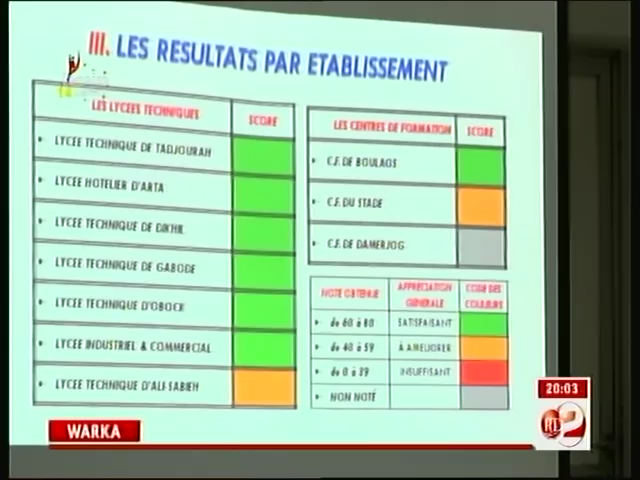 III. LES RESULTATS PAR ETABLISSEMENT
LES LYCEES TECHNIQUES SCORE
LYCEE TECHNIQUE DE TADJOURAH
LYCEE HOTELIER D'ARTA
LYCEE TECHNIQUE DE DIKHIL
LYCEE TECHNIQUE DE GABODE
LYCEE TECHNIQUE D'OBOCK
LYCEE INDUSTRIEL & COMMERCIAL
LYCEE TECHNIQUE D'ALI-SABIEH
LES CENTRES DE FORMATION SCORE
C.F. DE BOULAOS
C.F. DU STADE
C.F. DE DAMERJOG
NOTE OBTENUE APPRECIATION GENERALE CODE DES COULEURS
de 60 à 80 SATISFAISANT
de 40 à 59 A AMELIORER
de 0 à 39 INSUFFISANT
NON NOTÉ
20:03
2
WARKA